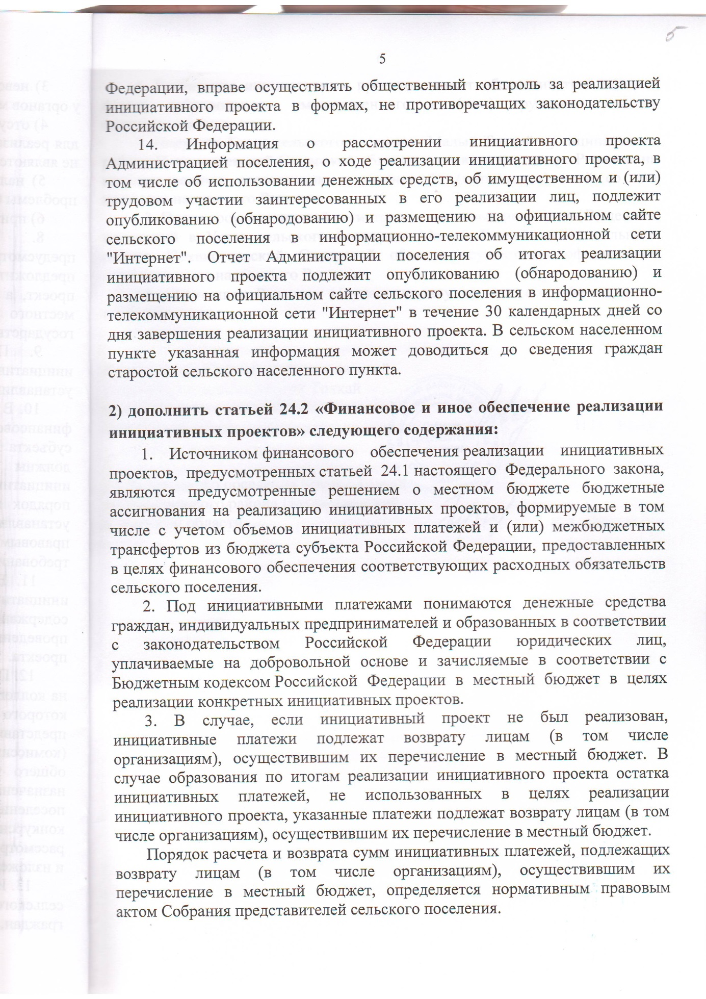 5
5
Федерации, вправе осуществлять общественный контроль за реализацией
инициативного проекта в формах, не противоречащих законодательству
Российской Федерации.
14. Информация о рассмотрении инициативного проекта
Администрацией поселения, о ходе реализации инициативного проекта, в
том числе об использовании денежных средств, об имущественном и (или)
трудовом участии заинтересованных в его реализации лиц, подлежит
опубликованию (обнародованию) и размещению на официальном сайте
сельского поселения в информационно-телекоммуникационной сети
"Интернет". Отчет Администрации поселения об итогах реализации
инициативного проекта подлежит опубликованию (обнародованию) и
размещению на официальном сайте сельского поселения в информационно-
телекоммуникационной сети "Интернет" в течение 30 календарных дней со
дня завершения реализации инициативного проекта. В сельском населенном
пункте указанная информация может доводиться до сведения граждан
старостой сельского населенного пункта.
2) дополнить статьей 24.2 «Финансовое и иное обеспечение реализации
инициативных проектов» следующего содержания:
1. Источником финансового обеспечения реализации инициативных
проектов, предусмотренных статьей 24.1 настоящего Федерального закона,
являются предусмотренные решением о местном бюджете бюджетные
ассигнования на реализацию инициативных проектов, формируемые в том
числе с учетом объемов инициативных платежей и (или) межбюджетных
трансфертов из бюджета субъекта Российской Федерации, предоставленных
в целях финансового обеспечения соответствующих расходных обязательств
сельского поселения.
2. Под инициативными платежами понимаются денежные средства
граждан, индивидуальных предпринимателей и образованных в соответствии
с законодательством Российской Федерации юридических лиц,
уплачиваемые на добровольной основе и зачисляемые в соответствии с
Бюджетным кодексом Российской Федерации в местный бюджет в целях
реализации конкретных инициативных проектов.
3. В случае, если инициативный проект не был реализован,
инициативные платежи подлежат возврату лицам (в том числе
организациям), осуществившим их перечисление в местный бюджет. В
случае образования по итогам реализации инициативного проекта остатка
инициативных платежей, не использованных в целях реализации
инициативного проекта, указанные платежи подлежат возврату лицам (в том
числе организациям), осуществившим их перечисление в местный бюджет.
Порядок расчета и возврата сумм инициативных платежей, подлежащих
возврату лицам (в том числе организациям), осуществившим их
перечисление в местный бюджет, определяется нормативным правовым
актом Собрания представителей сельского поселения.